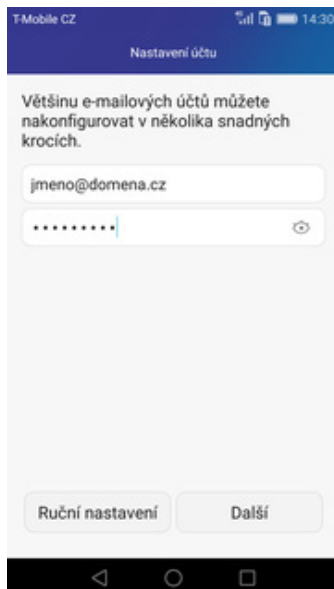 T-Mobile CZ 14:30
Nastavení účtu
Většinu e-mailových účtů můžete
nakonfigurovat v několika snadných
krocích.
jmeno@domena.cz
•••••••••
Ruční nastavení Další